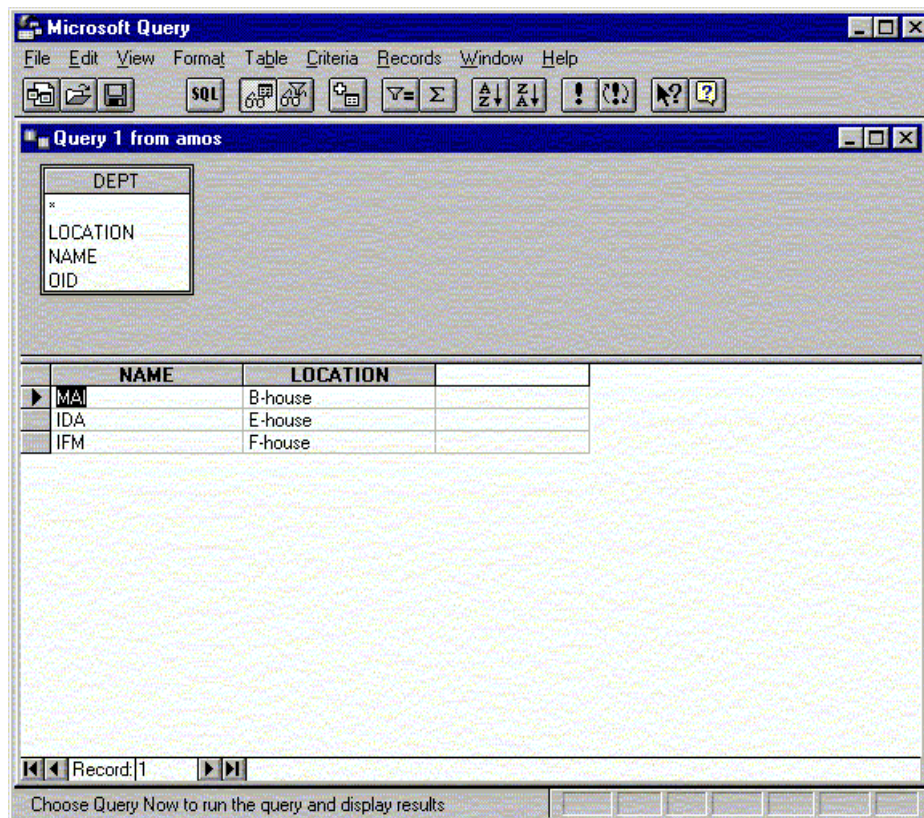 Microsoft Query
File Edit View Format Table Criteria Records Window Help
SQL
Query 1 from amos
DEPT
*
LOCATION
NAME
OID
NAME LOCATION
MAI B-house
IDA E-house
IFM F-house
Record: 1
Choose Query Now to run the query and display results